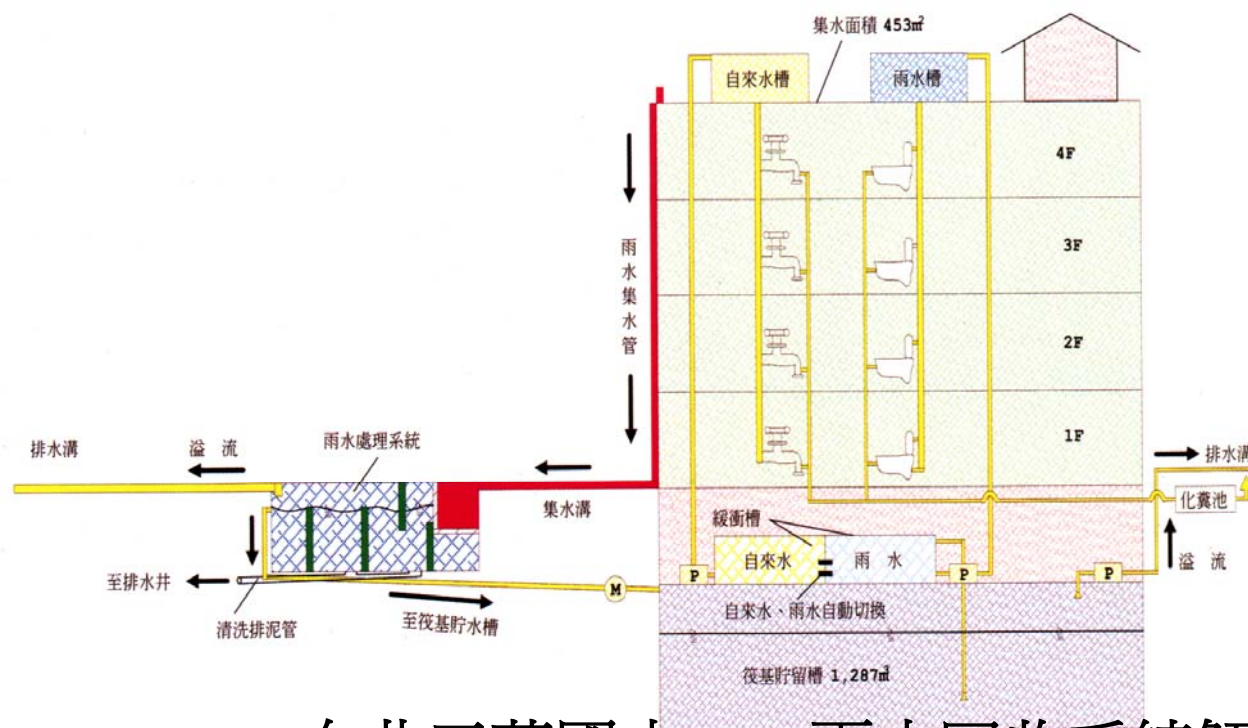 集水面積 453㎡
自來水槽
雨水槽
4F
雨水集水管
3F
2F
1F
排水溝
溢 流
雨水處理系統
集水溝
排水溝
化糞池
緩衝槽
自來水
雨 水
P
P
P
溢 流
至排水井
M
至筏基貯水槽
清洗排泥管
自來水、雨水自動切換
筏基貯留槽 1,287㎥